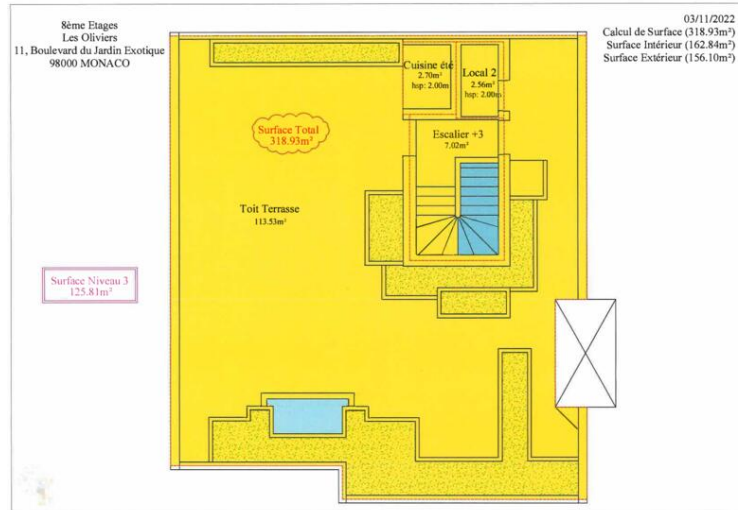 8ème Etages
Les Oliviers
11, Boulevard du Jardin Exotique
98000 MONACO
03/11/2022
Calcul de Surface (318.93m²)
Surface Intérieur (162.84m²)
Surface Extérieur (156.10m²)
Cuisine été
2.70m²
hsp: 2.00m
Local 2
2.56m²
hsp: 2.00m
Surface Total
318.93m²
Escalier +3
7.02m²
Toit Terrasse
113.53m²
Surface Niveau 3
125.81m²